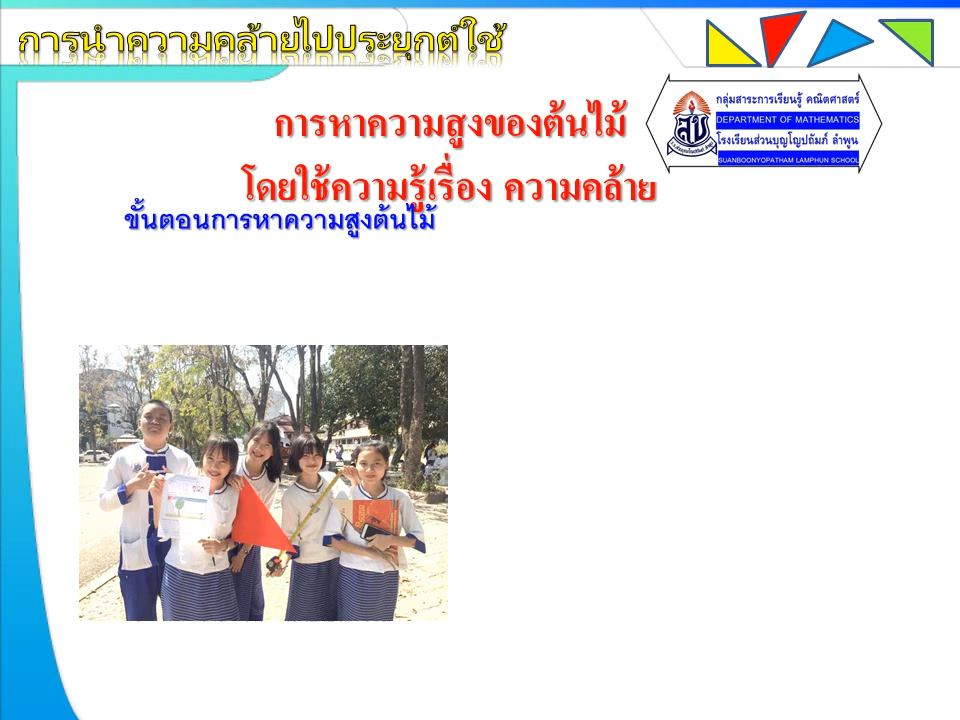 การนำความคล้ายไปประยุกต์ใช้
กลุ่มสาระการเรียนรู้ คณิตศาสตร์
DEPARTMENT OF MATHEMATICS
โรงเรียนส่วนบุญโญปถัมภ์ ลำพูน
SUANBOONYOPATHAM LAMPHUN SCHOOL
การหาความสูงของต้นไม้
โดยใช้ความรู้เรื่อง ความคล้าย
ขั้นตอนการหาความสูงต้นไม้